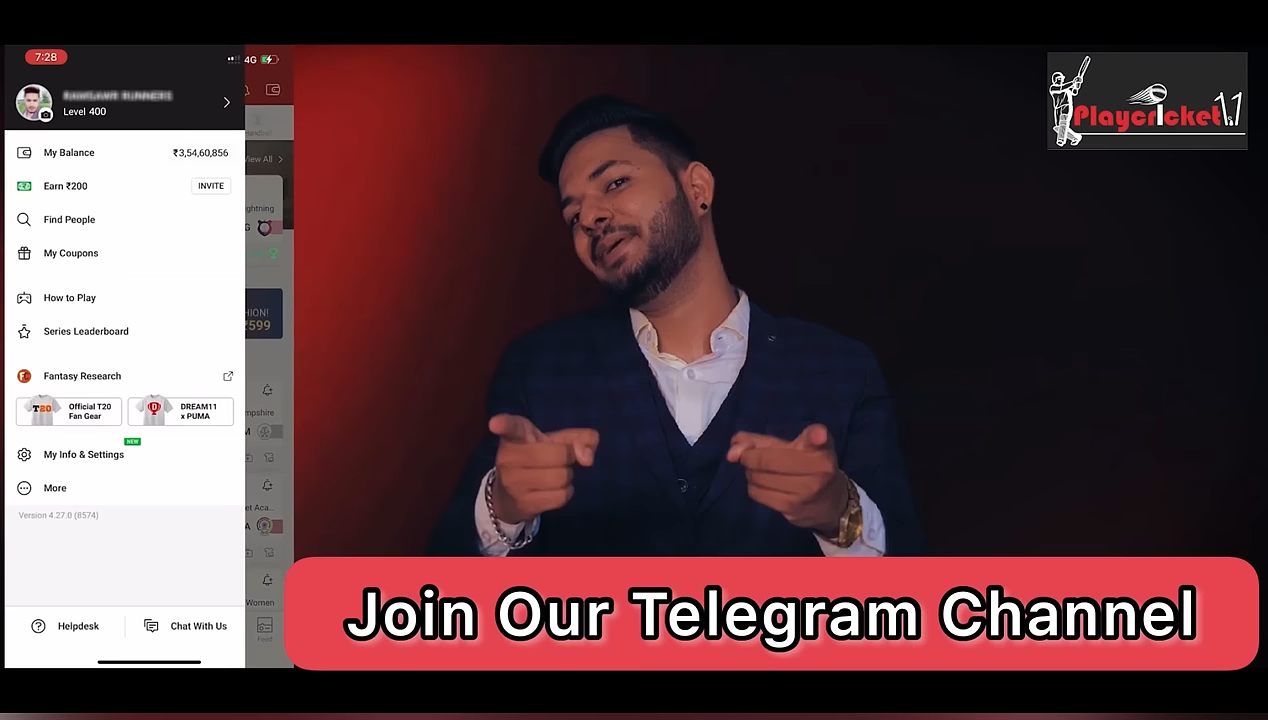 7:28
4G
Level 400
My Balance
₹3,54,60,856
Earn ₹200
INVITE
Find People
My Coupons
How to Play
Series Leaderboard
Fantasy Research
Official T20
Fan Gear
DREAM11
x PUMA
NEW
My Info & Settings
More
Version 4.27.0 (8574)
Helpdesk
Chat With Us
Handball
View All
ghtning
G
HION!
₹599
mpshire
M
et Aca...
A
Women
Feed
Playcricket11
Join Our Telegram Channel